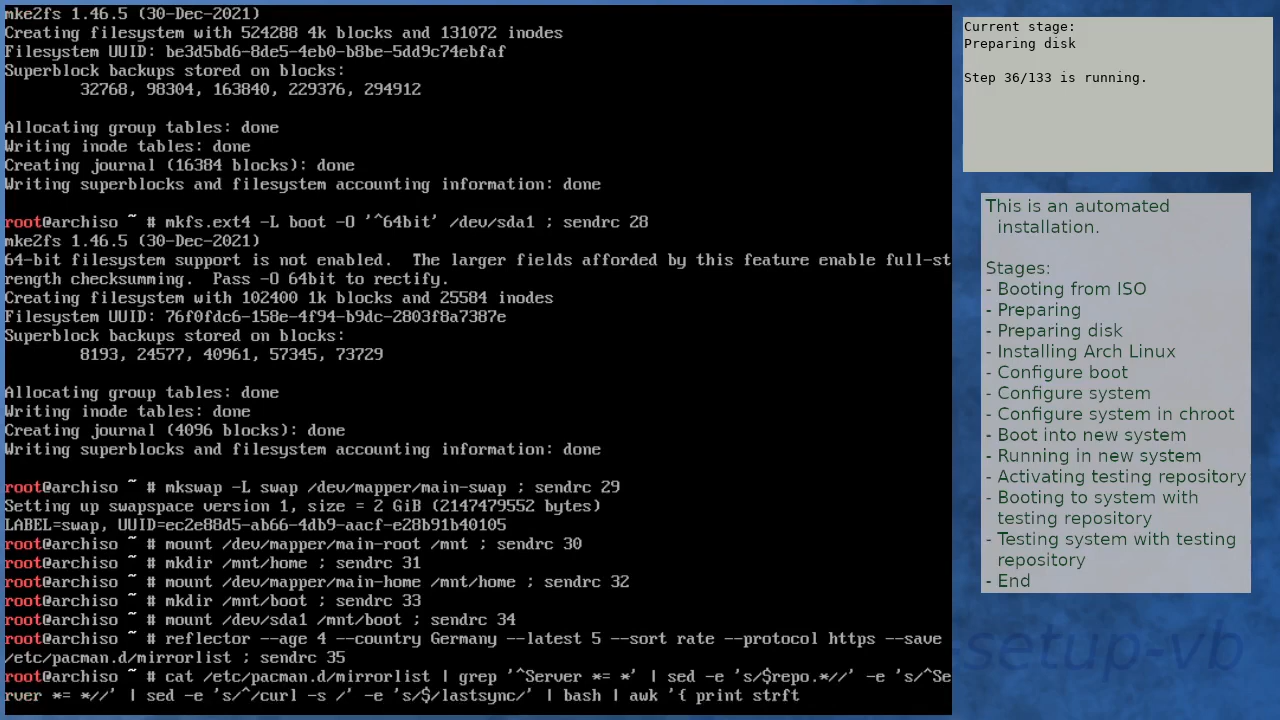 mke2fs 1.46.5 (30-Dec-2021)
Creating filesystem with 524288 4k blocks and 131072 inodes
Filesystem UUID: be3d5bd6-8de5-4eb0-b8be-5dd9c74ebfaf
Superblock backups stored on blocks:
        32768, 98304, 163840, 229376, 294912

Allocating group tables: done
Writing inode tables: done
Creating journal (16384 blocks): done
Writing superblocks and filesystem accounting information: done

root@archiso ~ # mkfs.ext4 -L boot -O '^64bit' /dev/sda1 ; sendrc 28
mke2fs 1.46.5 (30-Dec-2021)
64-bit filesystem support is not enabled.  The larger fields afforded by this feature enable full-st
rength checksumming.  Pass -O 64bit to rectify.
Creating filesystem with 102400 1k blocks and 25584 inodes
Filesystem UUID: 76f0fdc6-158e-4f94-b9dc-2803f8a7387e
Superblock backups stored on blocks:
        8193, 24577, 40961, 57345, 73729

Allocating group tables: done
Writing inode tables: done
Creating journal (4096 blocks): done
Writing superblocks and filesystem accounting information: done

root@archiso ~ # mkswap -L swap /dev/mapper/main-swap ; sendrc 29
Setting up swapspace version 1, size = 2 GiB (2147479552 bytes)
LABEL=swap, UUID=ec2e88d5-ab66-4db9-aacf-e28b91b40105
root@archiso ~ # mount /dev/mapper/main-root /mnt ; sendrc 30
root@archiso ~ # mkdir /mnt/home ; sendrc 31
root@archiso ~ # mount /dev/mapper/main-home /mnt/home ; sendrc 32
root@archiso ~ # mkdir /mnt/boot ; sendrc 33
root@archiso ~ # mount /dev/sda1 /mnt/boot ; sendrc 34
root@archiso ~ # reflector --age 4 --country Germany --latest 5 --sort rate --protocol https --save
/etc/pacman.d/mirrorlist ; sendrc 35
root@archiso ~ # cat /etc/pacman.d/mirrorlist | grep '^Server *= *' | sed -e 's/$repo.*//' -e 's/^Se
rver *= *//' | sed -e 's/^/curl -s /' -e 's/$/lastsync/' | bash | awk '{ print strft
Current stage:
Preparing disk

Step 36/133 is running.
This is an automated
installation.

Stages:
- Booting from ISO
- Preparing
- Preparing disk
- Installing Arch Linux
- Configure boot
- Configure system
- Configure system in chroot
- Boot into new system
- Running in new system
- Activating testing repository
- Booting to system with
testing repository
- Testing system with testing
repository
- End
setup-vb